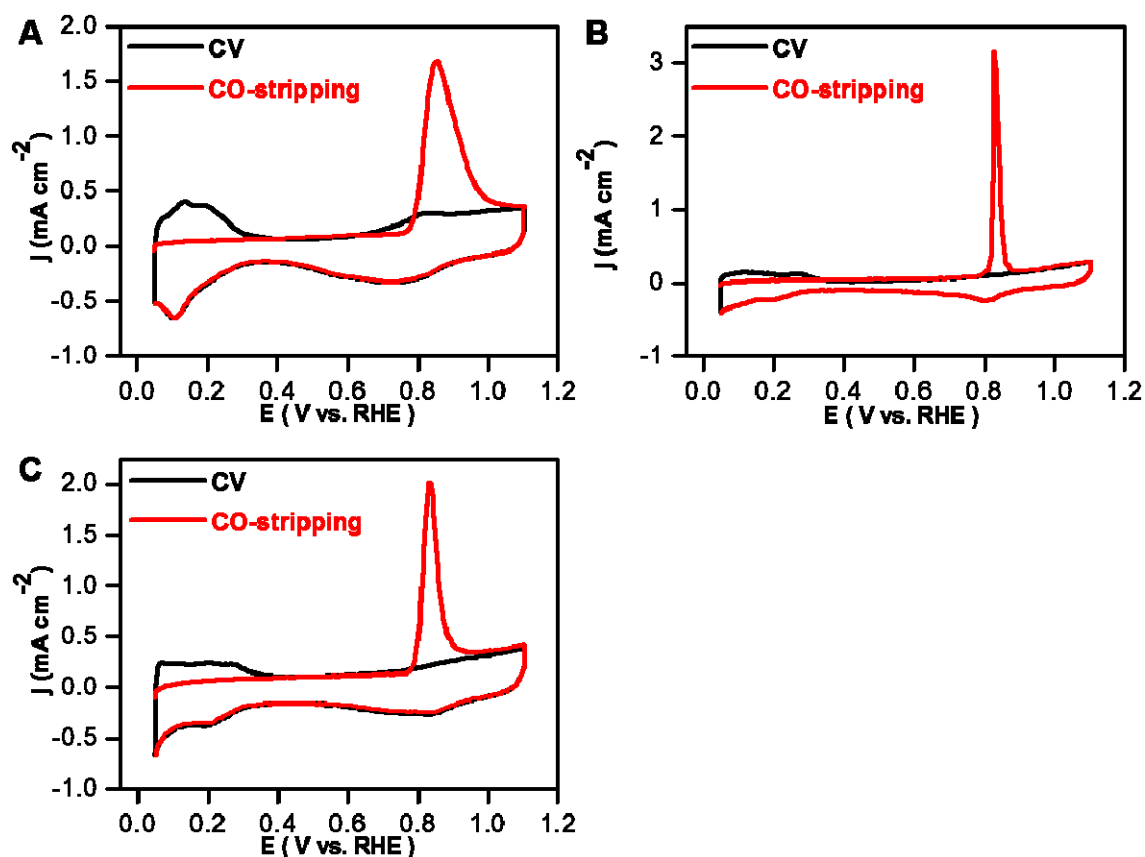 A
CV
CO-stripping
J (mA cm⁻²)
2.0
1.5
1.0
0.5
0.0
-0.5
-1.0
0.0 0.2 0.4 0.6 0.8 1.0 1.2
E ( V vs. RHE )
B
CV
CO-stripping
J (mA cm⁻²)
3
2
1
0
-1
0.0 0.2 0.4 0.6 0.8 1.0 1.2
E ( V vs. RHE )
C
CV
CO-stripping
J (mA cm⁻²)
2.0
1.5
1.0
0.5
0.0
-0.5
-1.0
0.0 0.2 0.4 0.6 0.8 1.0 1.2
E ( V vs. RHE )